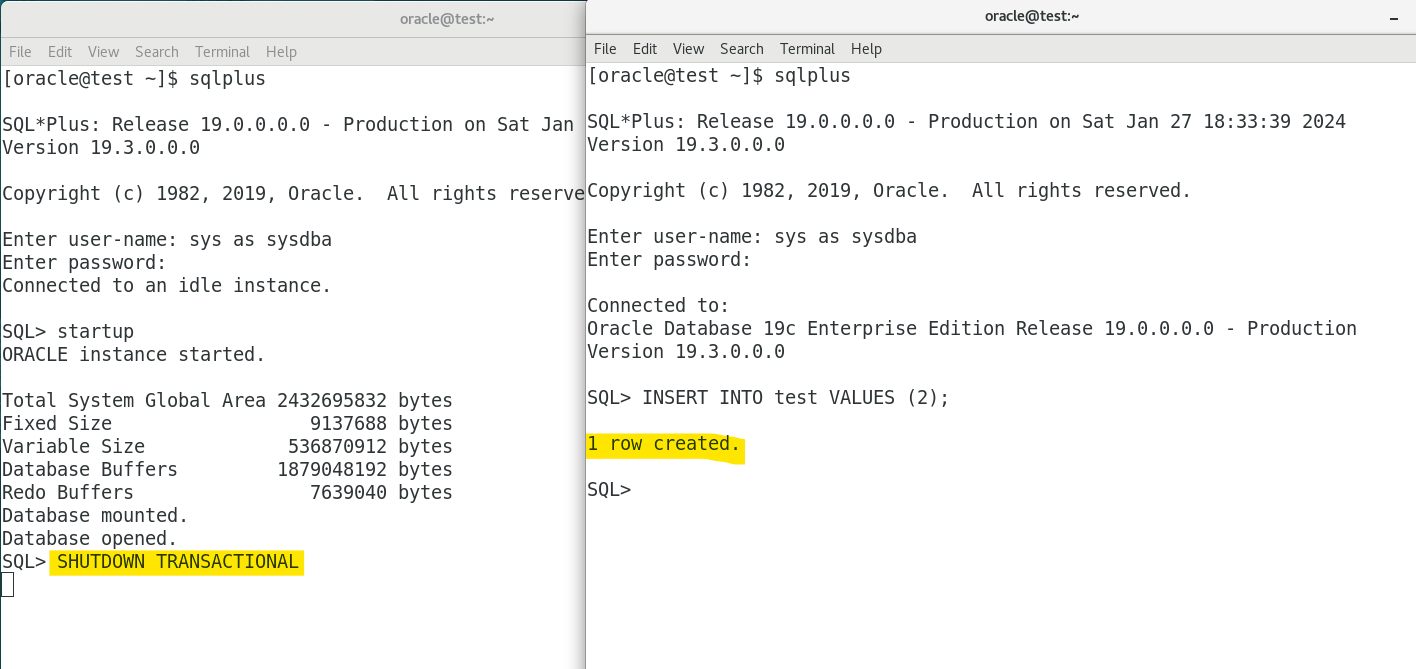 oracle@test:~
File Edit View Search Terminal Help
[oracle@test ~]$ sqlplus

SQL*Plus: Release 19.0.0.0.0 - Production on Sat Jan
Version 19.3.0.0.0

Copyright (c) 1982, 2019, Oracle.  All rights reserve

Enter user-name: sys as sysdba
Enter password:
Connected to an idle instance.

SQL> startup
ORACLE instance started.

Total System Global Area 2432695832 bytes
Fixed Size                  9137688 bytes
Variable Size             536870912 bytes
Database Buffers         1879048192 bytes
Redo Buffers                7639040 bytes
Database mounted.
Database opened.
SQL> SHUTDOWN TRANSACTIONAL

oracle@test:~
File Edit View Search Terminal Help
[oracle@test ~]$ sqlplus

SQL*Plus: Release 19.0.0.0.0 - Production on Sat Jan 27 18:33:39 2024
Version 19.3.0.0.0

Copyright (c) 1982, 2019, Oracle.  All rights reserved.

Enter user-name: sys as sysdba
Enter password:

Connected to:
Oracle Database 19c Enterprise Edition Release 19.0.0.0.0 - Production
Version 19.3.0.0.0

SQL> INSERT INTO test VALUES (2);

1 row created.

SQL>